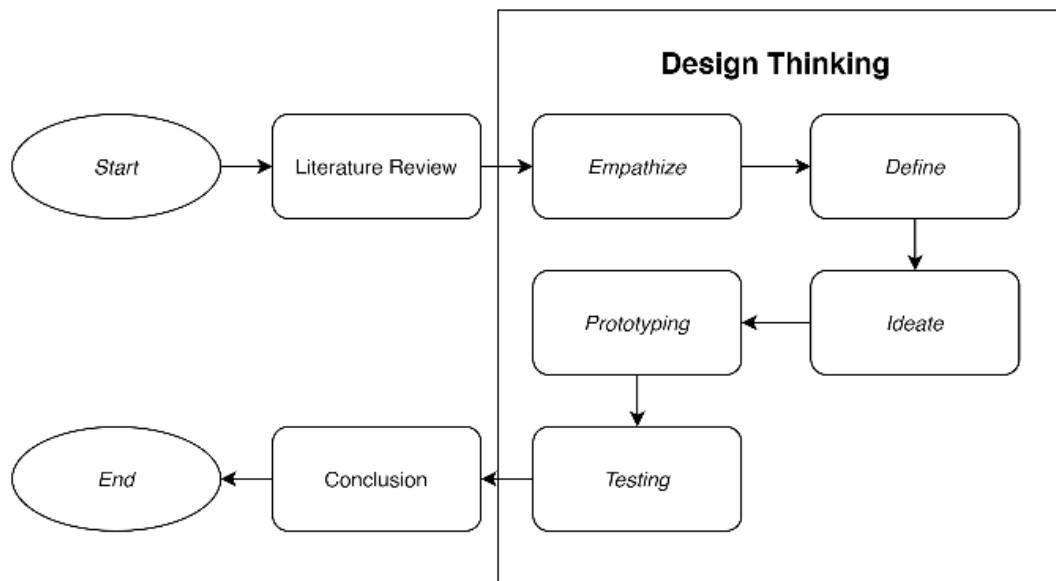 Design Thinking
Start
Literature Review
Empathize
Define
Ideate
Prototyping
Testing
Conclusion
End